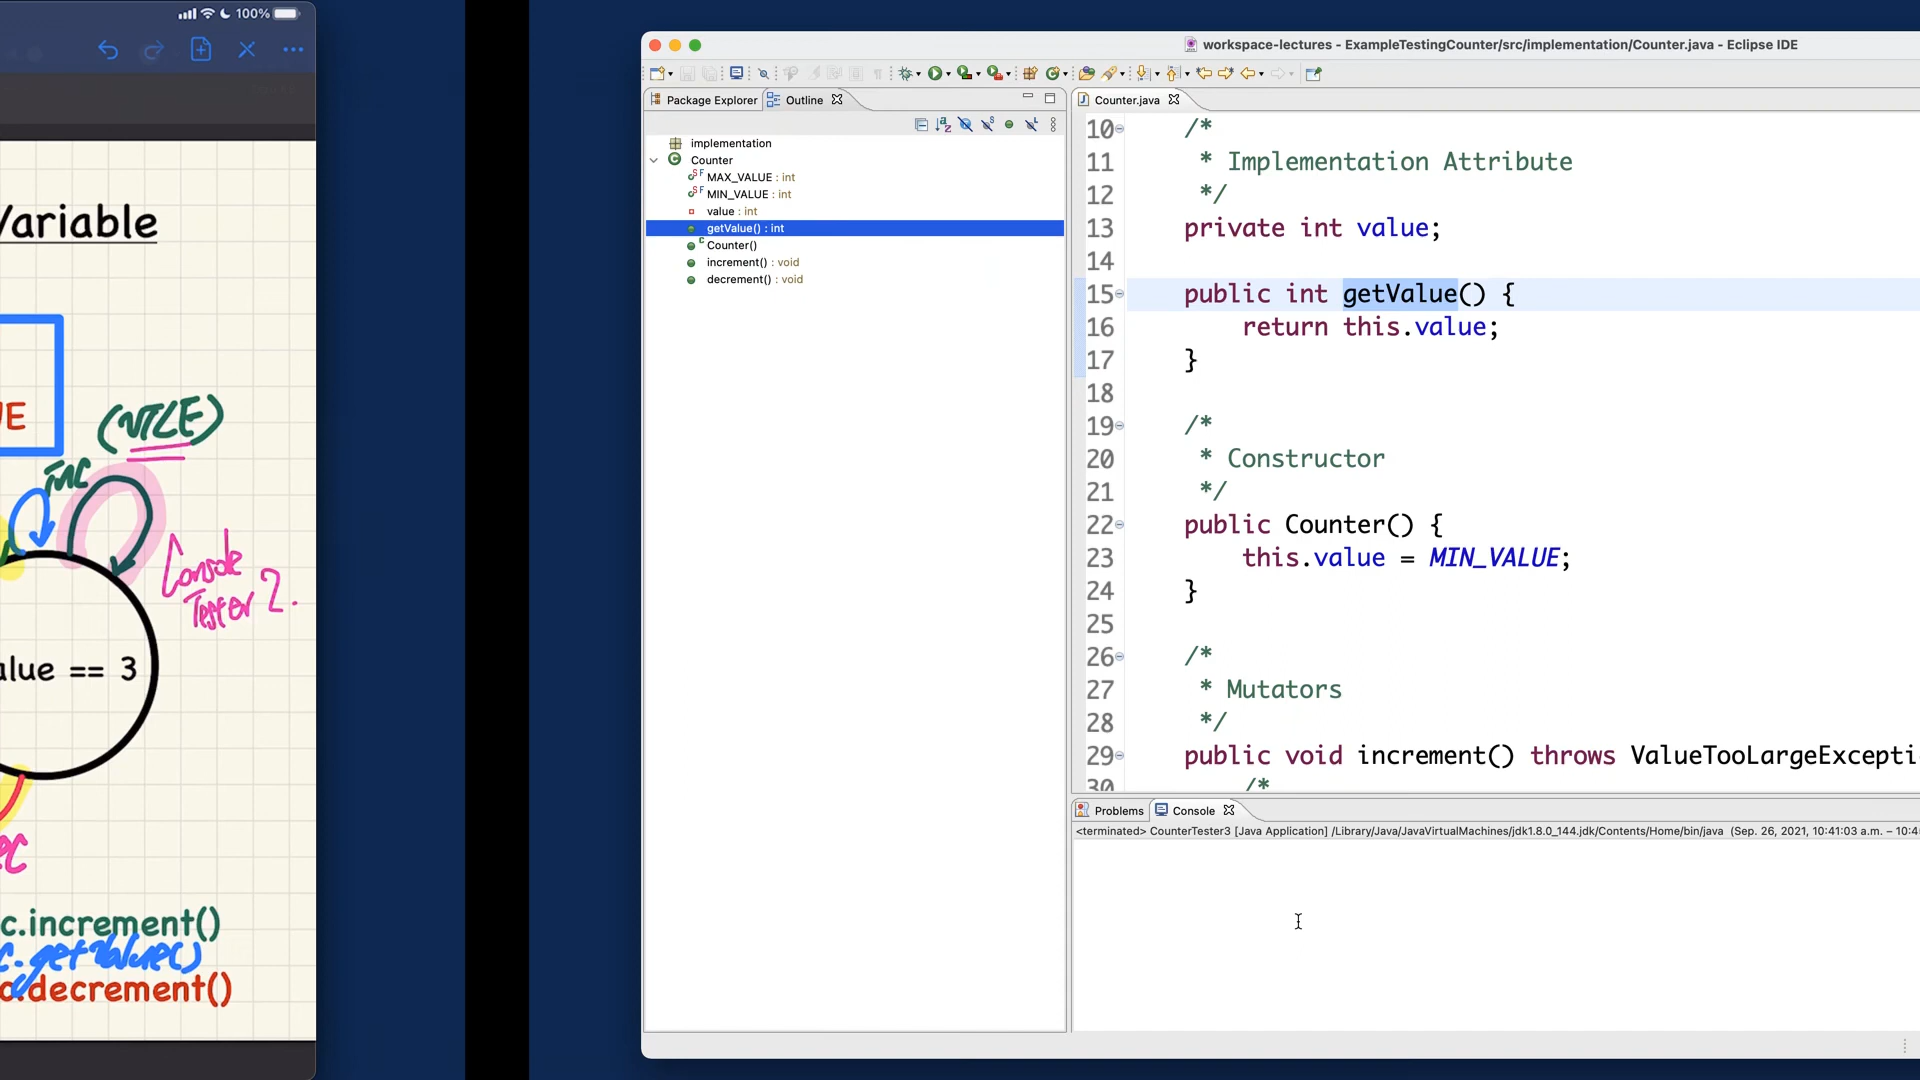 100%
Variable
UE
(VTLE)
inc
Console
Tester 2.
alue == 3
ec
c.increment()
c.getValue()
c.decrement()
workspace-lectures - ExampleTestingCounter/src/implementation/Counter.java - Eclipse IDE
Package Explorer
Outline
implementation
Counter
MAX_VALUE : int
MIN_VALUE : int
value : int
getValue() : int
Counter()
increment() : void
decrement() : void
Counter.java
10 /*
11 * Implementation Attribute
12 */
13 private int value;
14
15 public int getValue() {
16 return this.value;
17 }
18
19 /*
20 * Constructor
21 */
22 public Counter() {
23 this.value = MIN_VALUE;
24 }
25
26 /*
27 * Mutators
28 */
29 public void increment() throws ValueTooLargeExcepti
30 /*
Problems
Console
<terminated> CounterTester3 [Java Application] /Library/Java/JavaVirtualMachines/jdk1.8.0_144.jdk/Contents/Home/bin/java (Sep. 26, 2021, 10:41:03 a.m. – 10:4